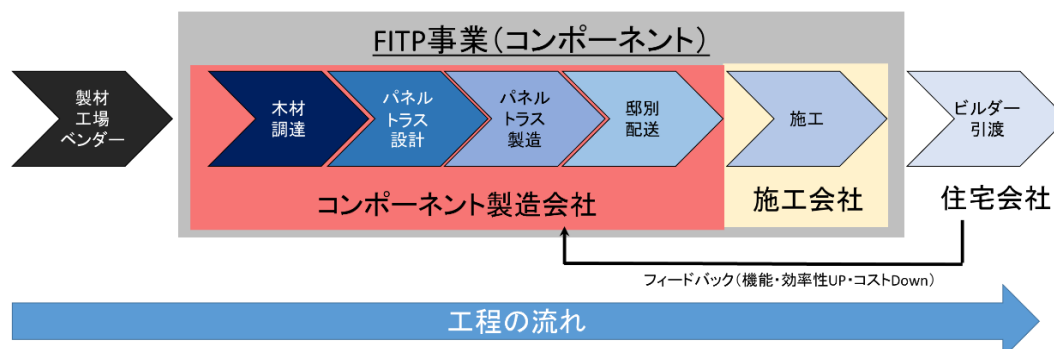 FITP事業(コンポーネント)
製材
工場
ベンダー
木材
調達
パネル
トラス
設計
パネル
トラス
製造
邸別
配送
施工
ビルダー
引渡
コンポーネント製造会社
施工会社
住宅会社
フィードバック(機能・効率性UP・コストDown)
工程の流れ